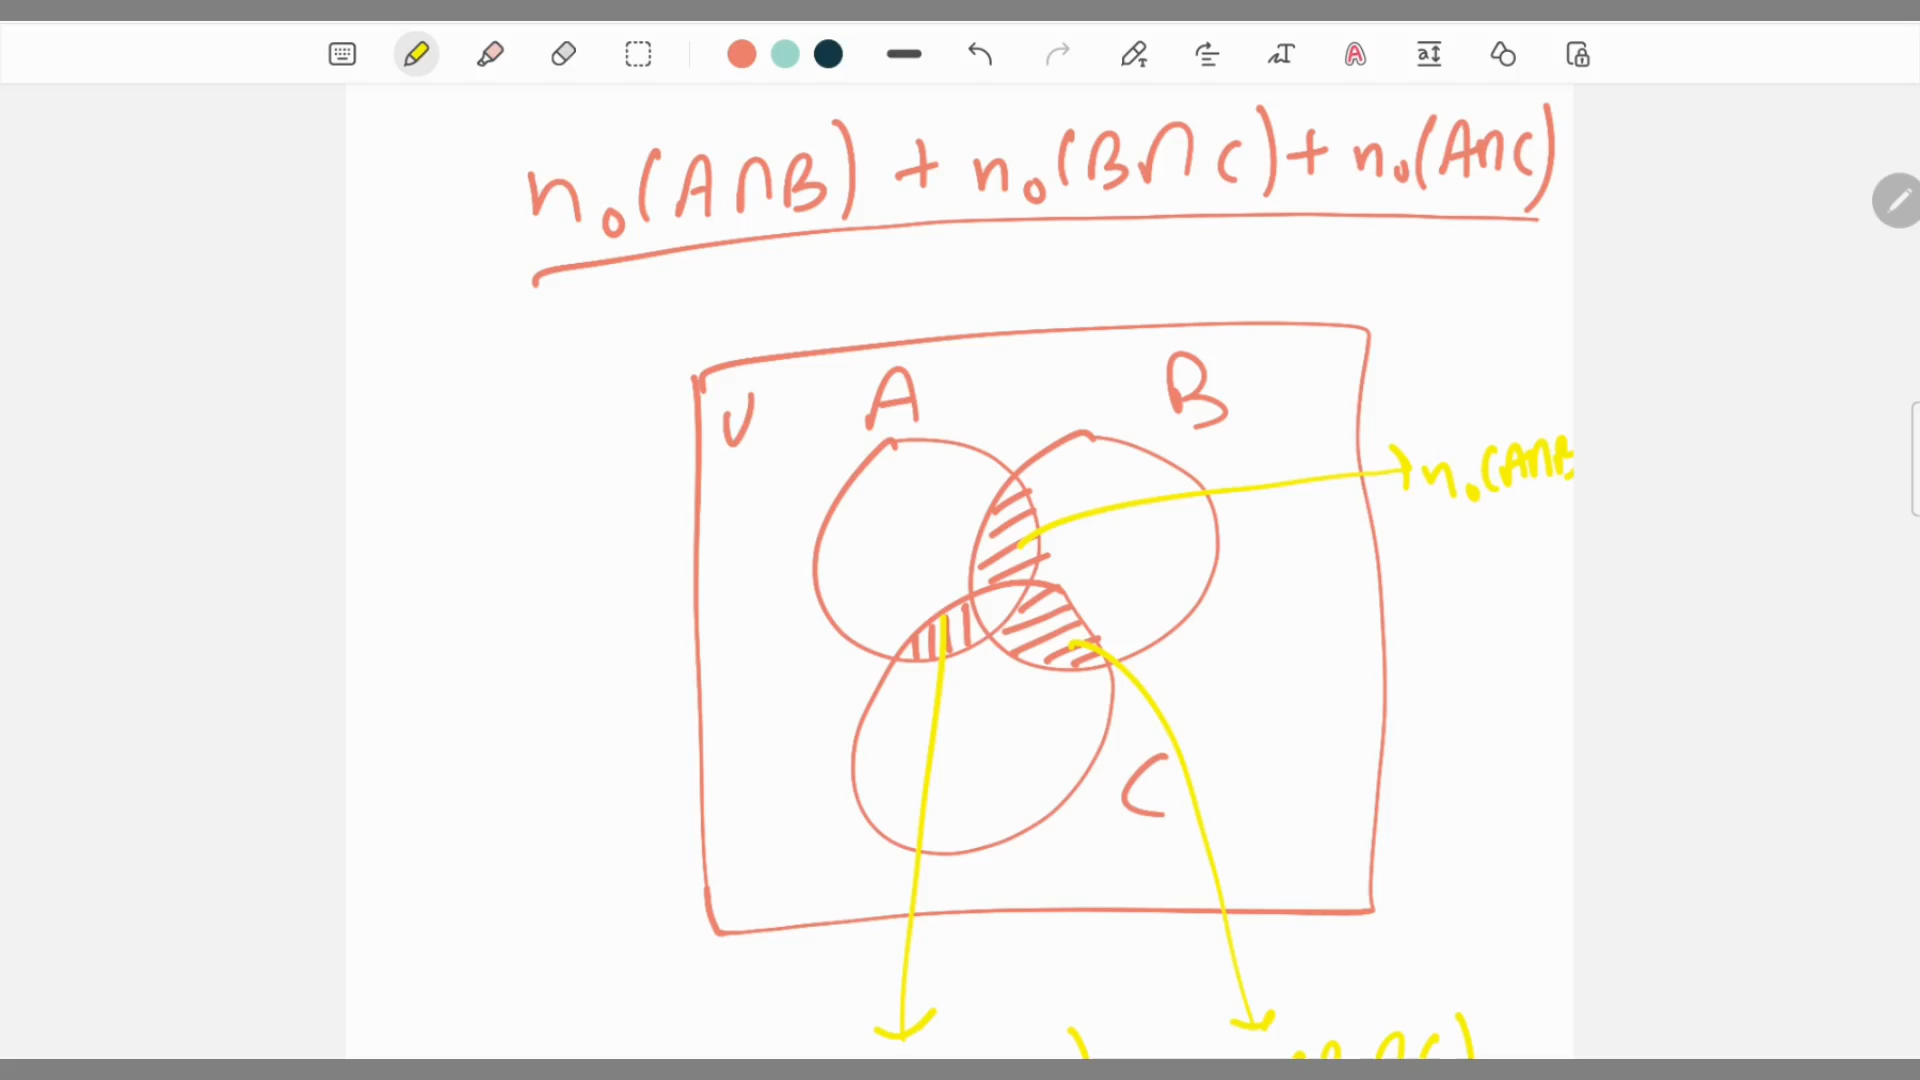 n₀(A∩B) + n₀(B∩C) + n₀(A∩C)
U A B
n₀(A∩B
C